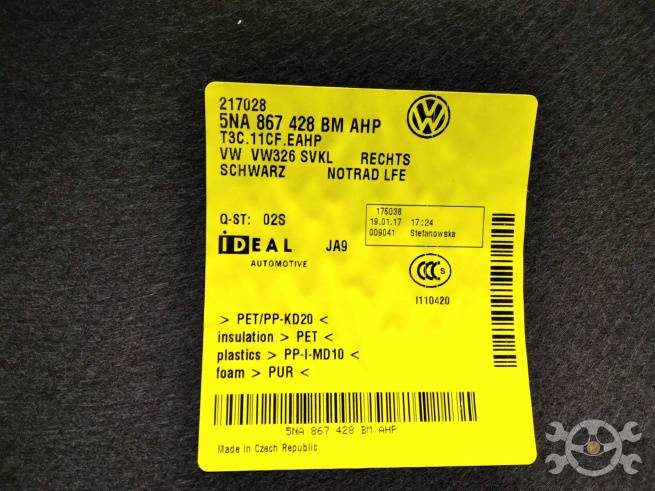 217028
5NA 867 428 BM AHP
T3C.11CF.EAHP
VW VW326 SVKL RECHTS
SCHWARZ NOTRAD LFE
Q-ST: 02S
176038
19.01.17 17:24
009041 Stefanowska
iDEAL JA9
AUTOMOTIVE
CCC S
I110420
> PET/PP-KD20 <
insulation > PET <
plastics > PP-I-MD10 <
foam > PUR <
5NA 867 428 BM AHP
Made in Czech Republic